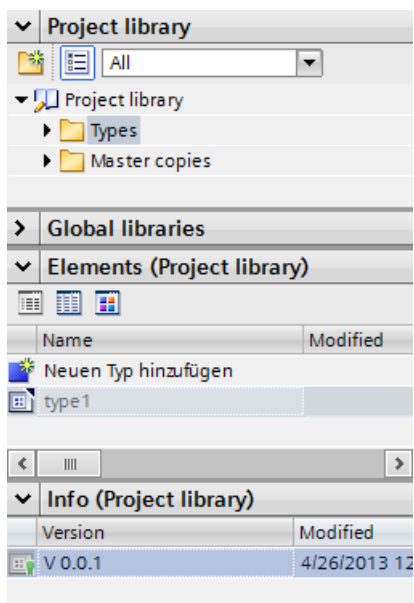 Project library
All
Project library
Types
Master copies
Global libraries
Elements (Project library)
Name Modified
Neuen Typ hinzufügen
type1
Info (Project library)
Version Modified
V 0.0.1 4/26/2013 12